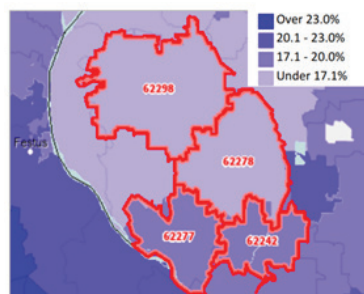 Over 23.0%
20.1 - 23.0%
17.1 - 20.0%
Under 17.1%
62298
Festus
62278
62277
62242